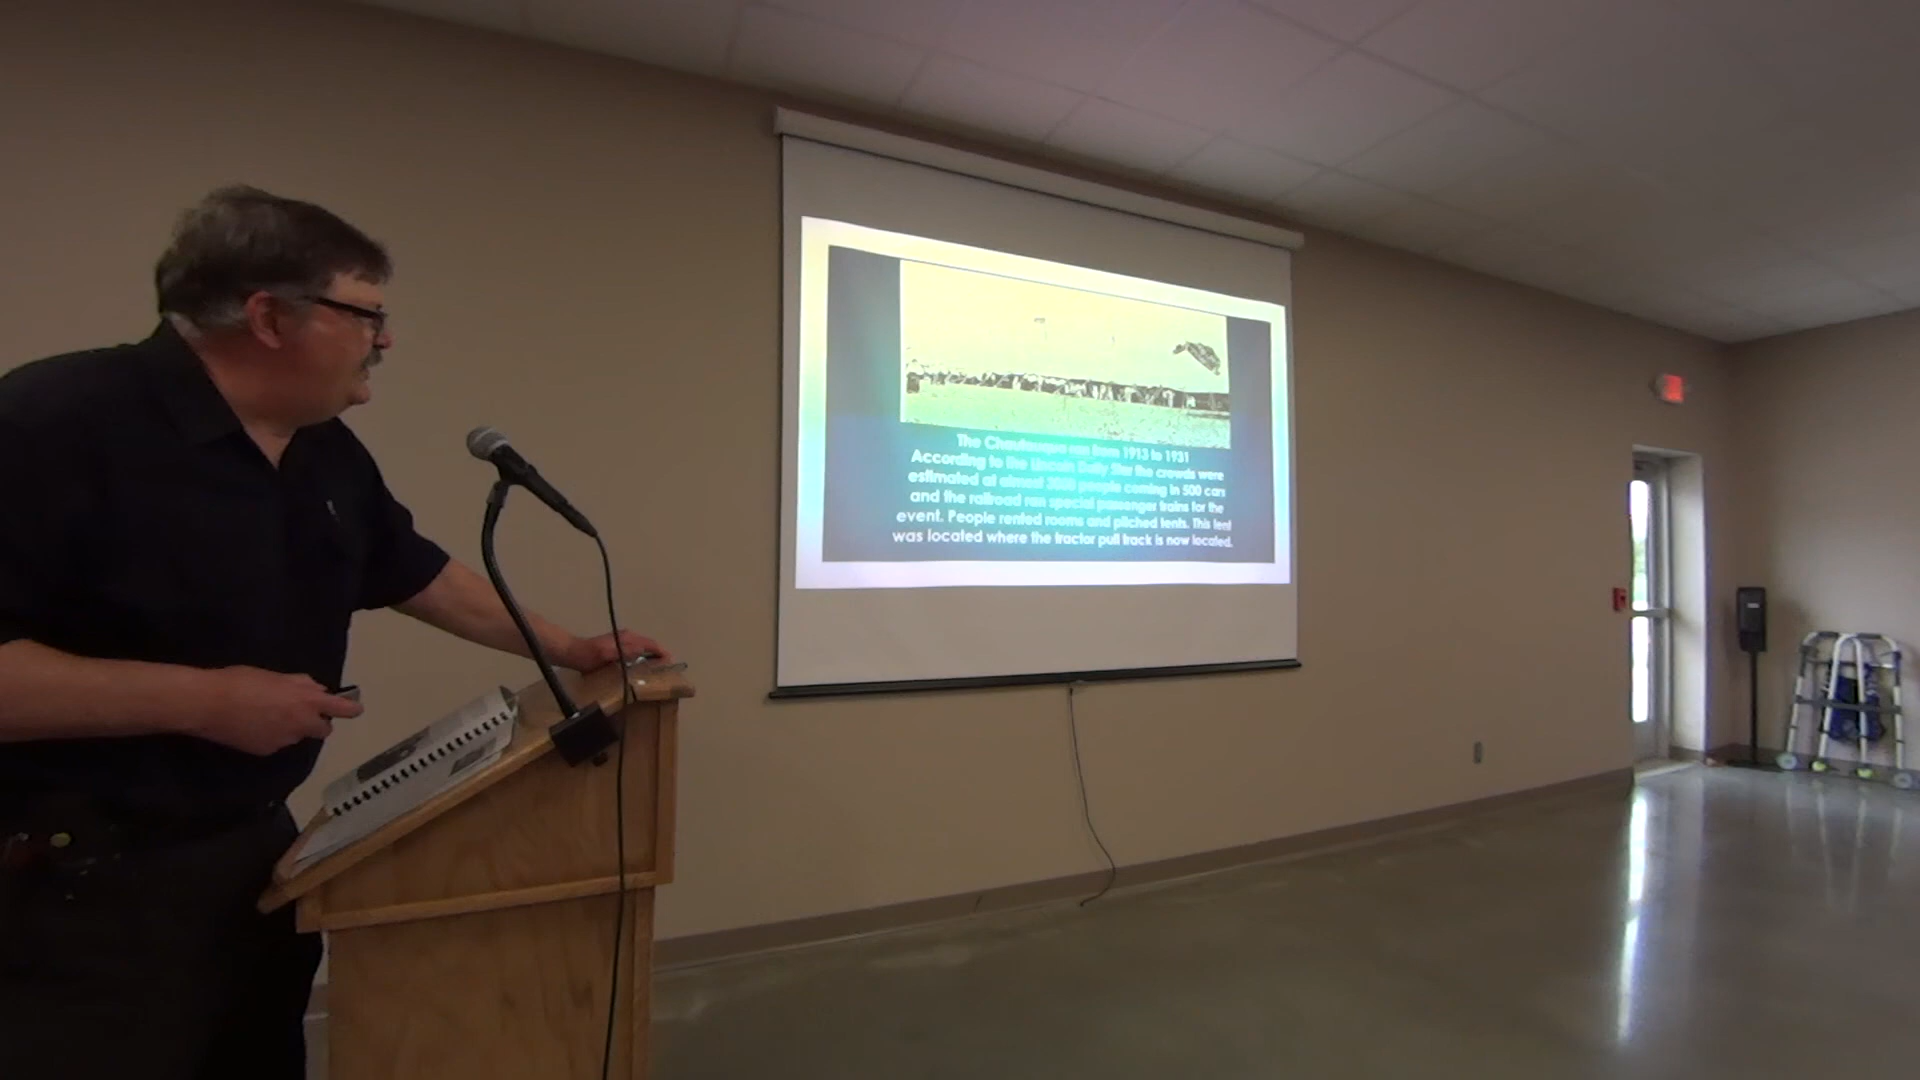 The Chautauqua ran from 1913 to 1931
According to the Lincoln Daily Star the crowds were
estimated at almost people coming in 500 cars
and the railroad ran special passenger trains for the
event. People rented rooms and pitched tents. This tent
was located where the tractor pull track is now located.